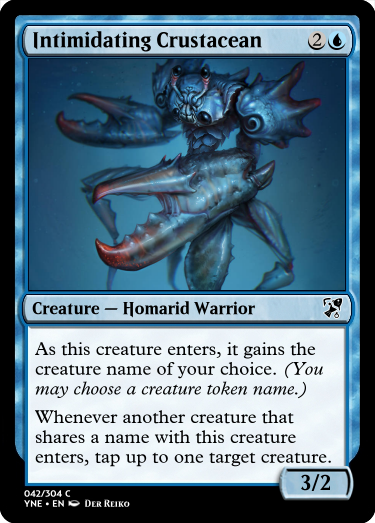 Intimidating Crustacean 2
Creature — Homarid Warrior
As this creature enters, it gains the
creature name of your choice. (You
may choose a creature token name.)
Whenever another creature that
shares a name with this creature
enters, tap up to one target creature.
3/2
042/304 C
YNE • EN Der Reiko